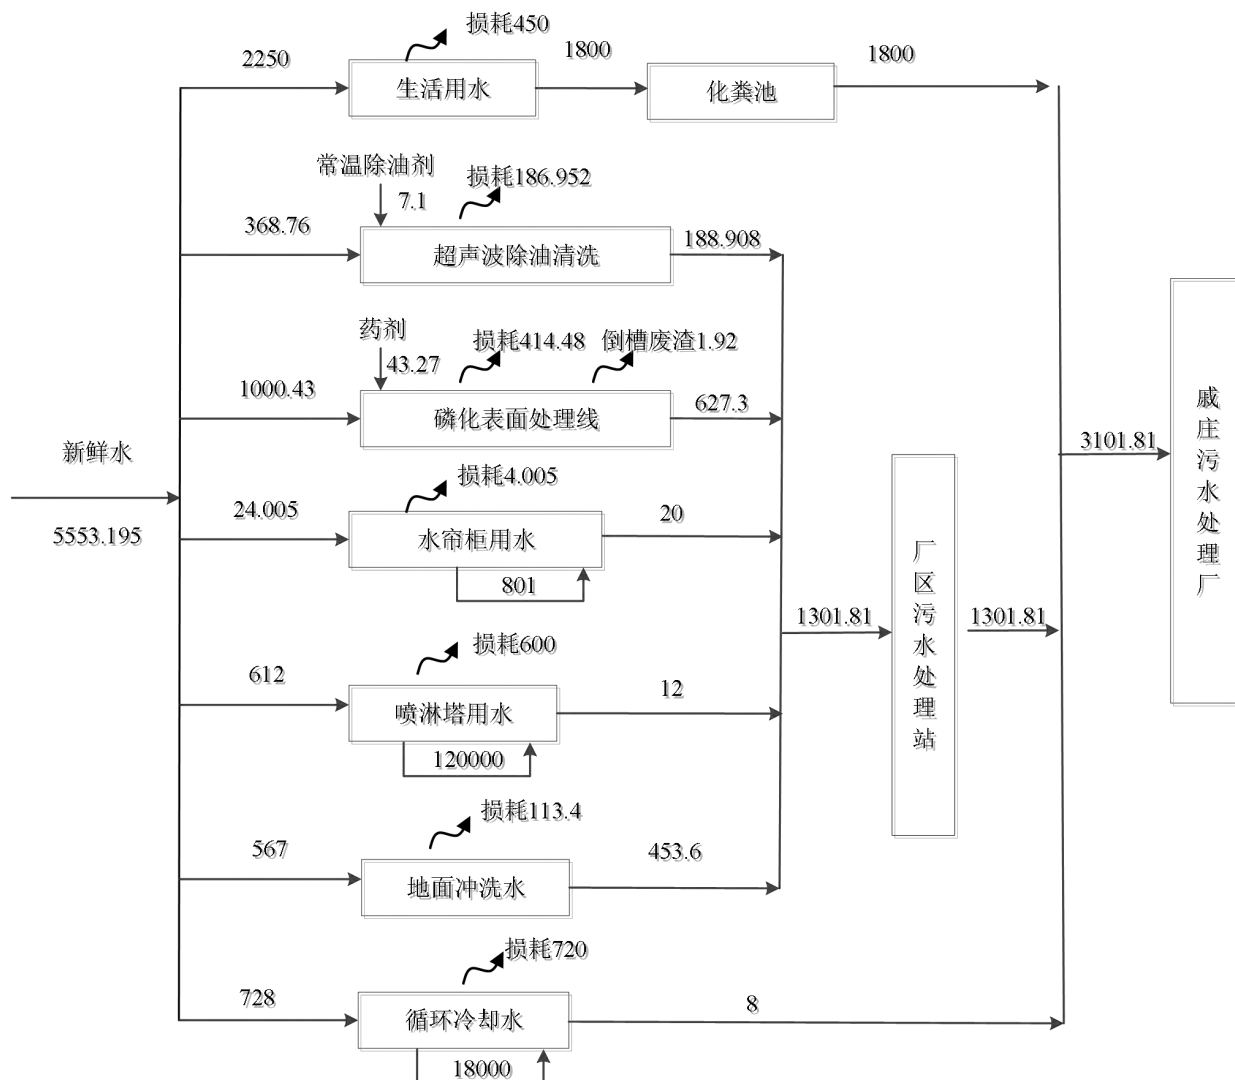 损耗450
2250
1800
1800
生活用水
化粪池
常温除油剂
7.1
损耗186.952
368.76
超声波除油清洗
188.908
药剂
43.27
损耗414.48
倒槽废渣1.92
1000.43
磷化表面处理线
627.3
新鲜水
5553.195
损耗4.005
24.005
水帘柜用水
20
801
损耗600
612
喷淋塔用水
12
120000
损耗113.4
567
地面冲洗水
453.6
损耗720
728
循环冷却水
8
18000
1301.81
厂区污水处理站
1301.81
3101.81
戚庄污水处理厂